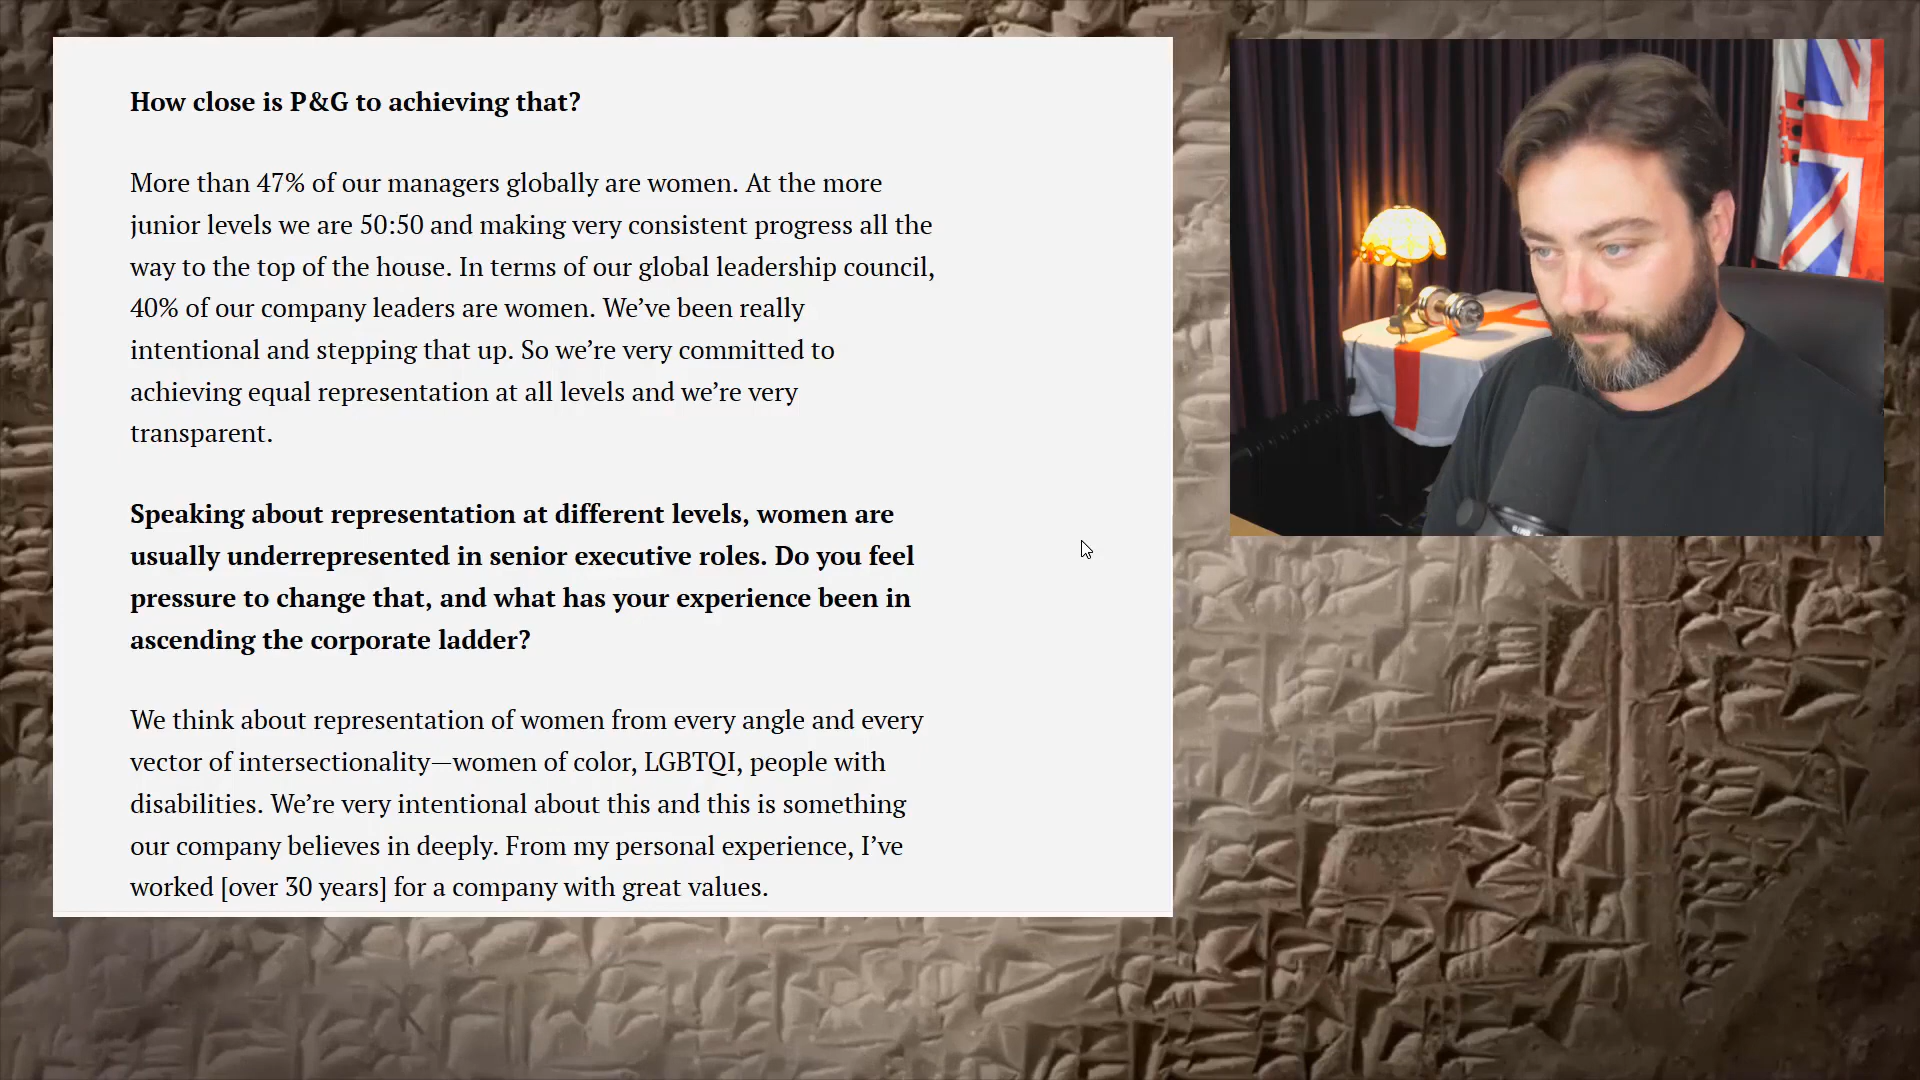 How close is P&G to achieving that?
More than 47% of our managers globally are women. At the more
junior levels we are 50:50 and making very consistent progress all the
way to the top of the house. In terms of our global leadership council,
40% of our company leaders are women. We’ve been really
intentional and stepping that up. So we’re very committed to
achieving equal representation at all levels and we’re very
transparent.
Speaking about representation at different levels, women are
usually underrepresented in senior executive roles. Do you feel
pressure to change that, and what has your experience been in
ascending the corporate ladder?
We think about representation of women from every angle and every
vector of intersectionality—women of color, LGBTQI, people with
disabilities. We’re very intentional about this and this is something
our company believes in deeply. From my personal experience, I’ve
worked [over 30 years] for a company with great values.